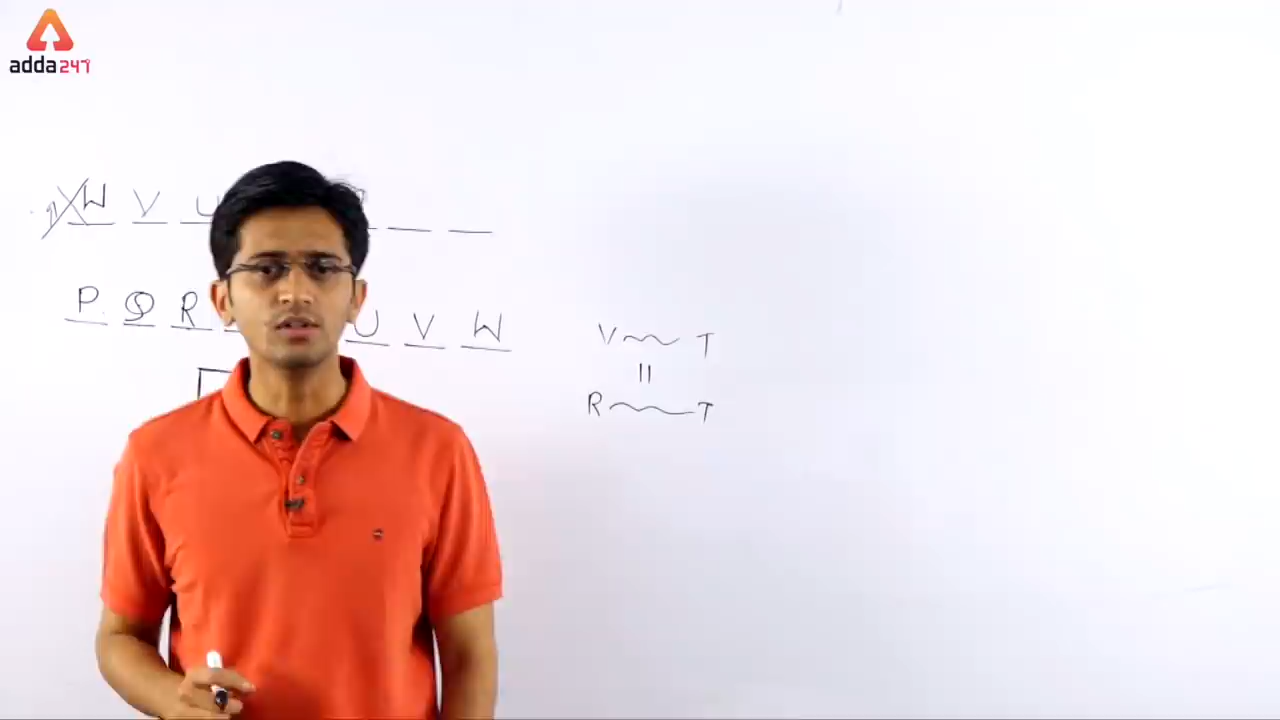 adda247
W V U
P Q R U V W
V T
=
R T